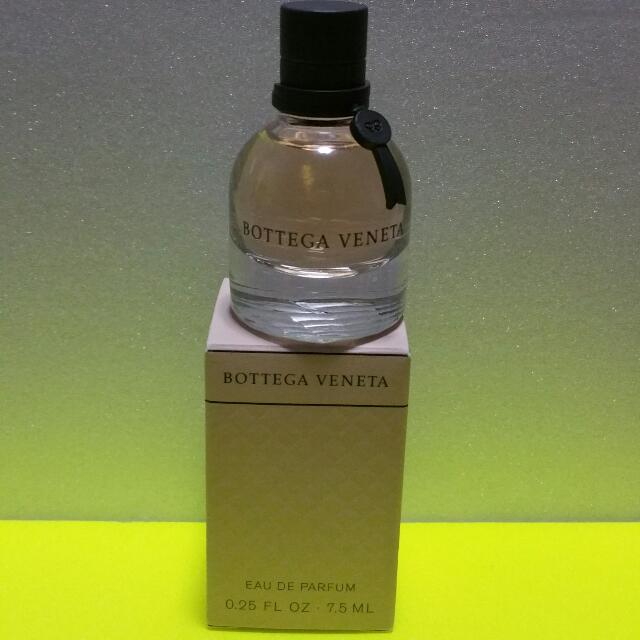 BOTTEGA VENETA
BOTTEGA VENETA
EAU DE PARFUM
0.25 FL OZ · 7.5 ML